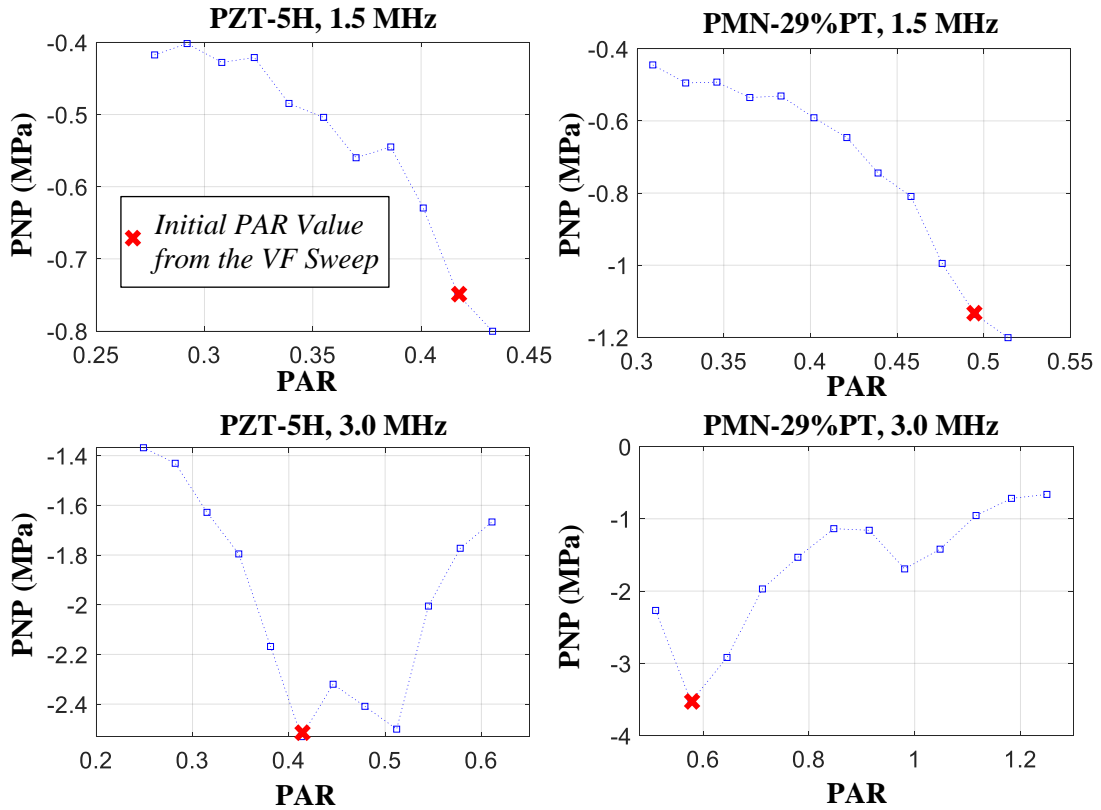 PZT-5H, 1.5 MHz
PNP (MPa)
-0.4
-0.5
-0.6
-0.7
-0.8
Initial PAR Value
from the VF Sweep
0.25 0.3 0.35 0.4 0.45
PAR
PMN-29%PT, 1.5 MHz
PNP (MPa)
-0.4
-0.6
-0.8
-1
-1.2
0.3 0.35 0.4 0.45 0.5 0.55
PAR
PZT-5H, 3.0 MHz
PNP (MPa)
-1.4
-1.6
-1.8
-2
-2.2
-2.4
0.2 0.3 0.4 0.5 0.6
PAR
PMN-29%PT, 3.0 MHz
PNP (MPa)
0
-1
-2
-3
-4
0.6 0.8 1 1.2
PAR